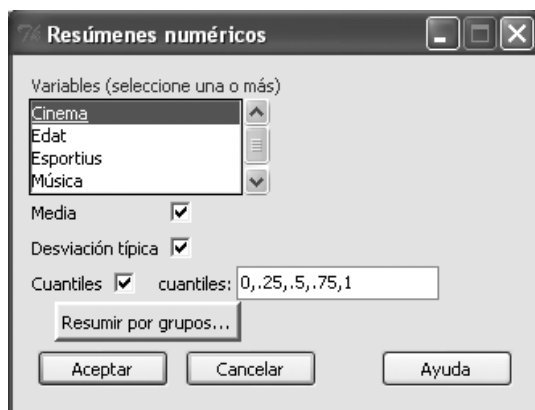 Resúmenes numéricos
Variables (seleccione una o más)
Cinema
Edat
Esportius
Música
Media
Desviación típica
Cuantiles cuantiles: 0,.25,.5,.75,1
Resumir por grupos...
Aceptar Cancelar Ayuda